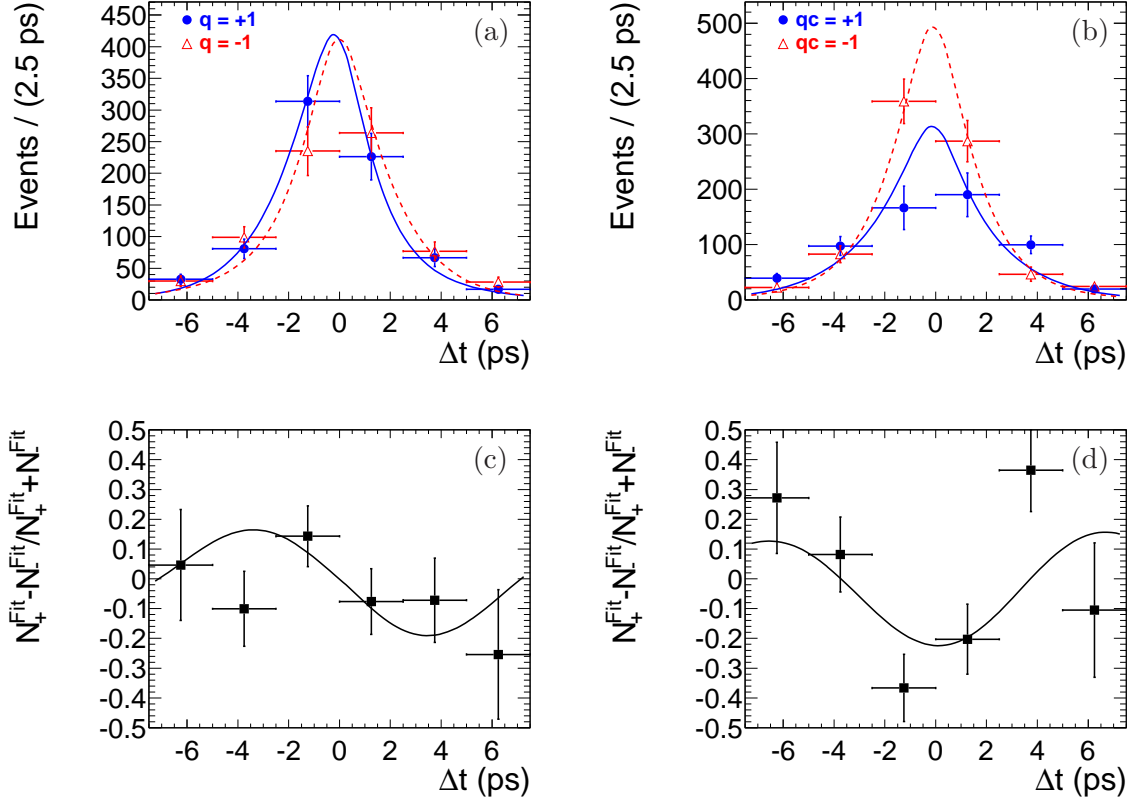 (a)
q = +1
q = -1
Events / (2.5 ps)
450
400
350
300
250
200
150
100
50
0
-6 -4 -2 0 2 4 6
Δt (ps)
(b)
qc = +1
qc = -1
Events / (2.5 ps)
500
400
300
200
100
0
-6 -4 -2 0 2 4 6
Δt (ps)
(c)
N₊^Fit-N₋^Fit/N₊^Fit+N₋^Fit
0.5
0.4
0.3
0.2
0.1
0
-0.1
-0.2
-0.3
-0.4
-0.5
-6 -4 -2 0 2 4 6
Δt (ps)
(d)
N₊^Fit-N₋^Fit/N₊^Fit+N₋^Fit
0.5
0.4
0.3
0.2
0.1
0
-0.1
-0.2
-0.3
-0.4
-0.5
-6 -4 -2 0 2 4 6
Δt (ps)